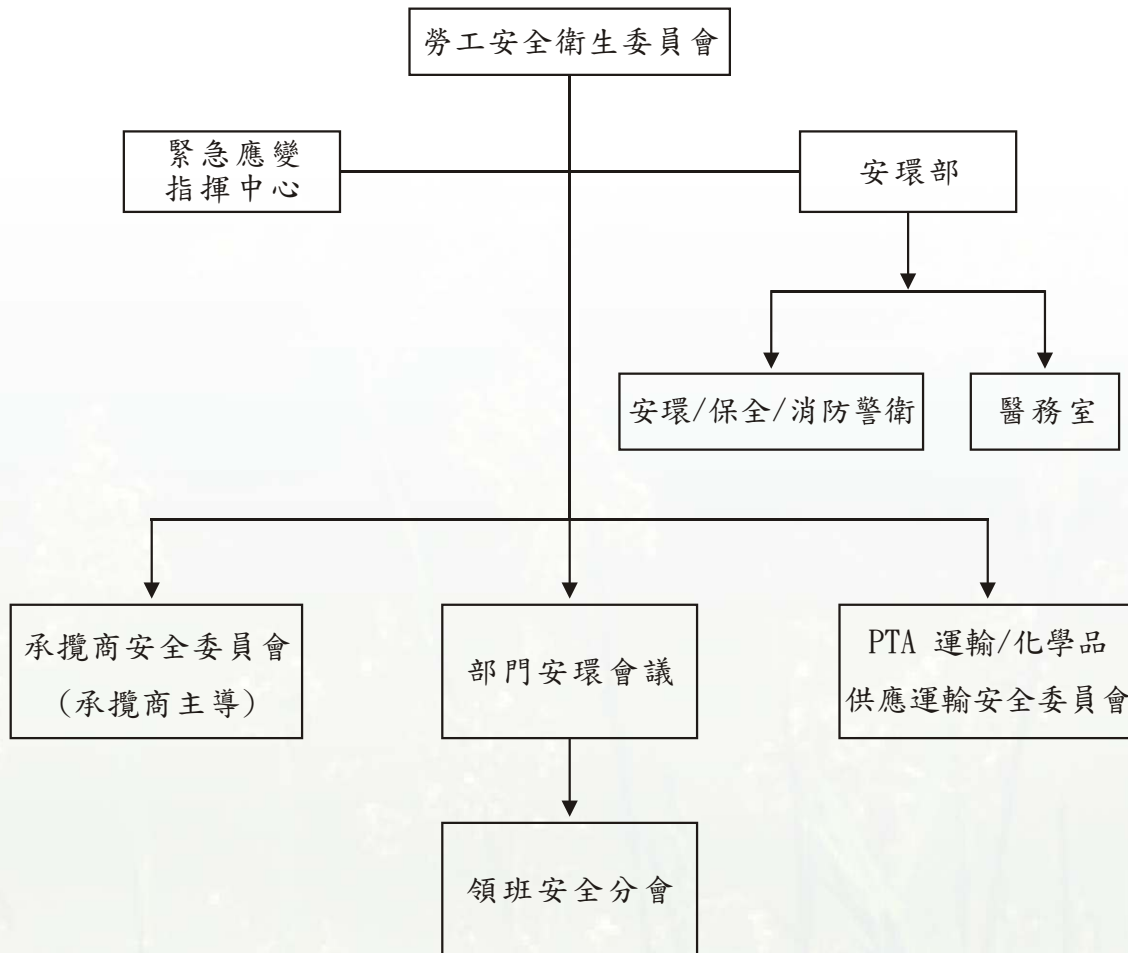 勞工安全衛生委員會
緊急應變
指揮中心
安環部
安環/保全/消防警衛
醫務室
承攬商安全委員會
(承攬商主導)
部門安環會議
PTA 運輸/化學品
供應運輸安全委員會
領班安全分會